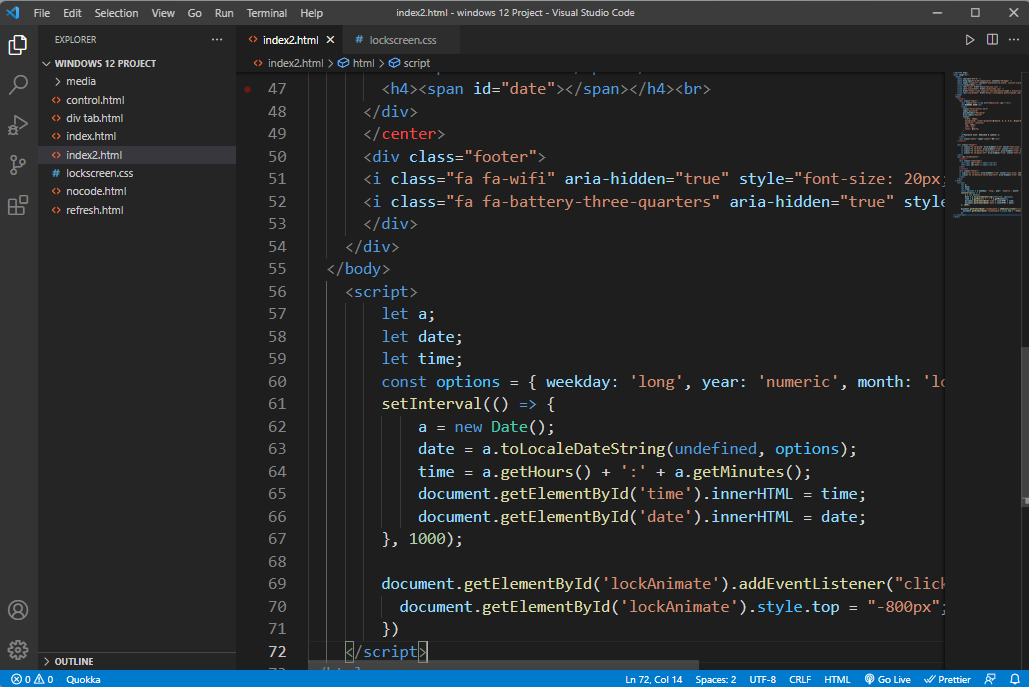 File Edit Selection View Go Run Terminal Help index2.html - windows 12 Project - Visual Studio Code
EXPLORER
WINDOWS 12 PROJECT
media
control.html
div tab.html
index.html
index2.html
lockscreen.css
nocode.html
refresh.html
OUTLINE
index2.html # lockscreen.css
index2.html > html > script
47 <h4><span id="date"></span></h4><br>
48 </div>
49 </center>
50 <div class="footer">
51 <i class="fa fa-wifi" aria-hidden="true" style="font-size: 20px;
52 <i class="fa fa-battery-three-quarters" aria-hidden="true" style
53 </div>
54 </div>
55 </body>
56 <script>
57 let a;
58 let date;
59 let time;
60 const options = { weekday: 'long', year: 'numeric', month: 'lo
61 setInterval(() => {
62 a = new Date();
63 date = a.toLocaleDateString(undefined, options);
64 time = a.getHours() + ':' + a.getMinutes();
65 document.getElementById('time').innerHTML = time;
66 document.getElementById('date').innerHTML = date;
67 }, 1000);
68
69 document.getElementById('lockAnimate').addEventListener("click
70 document.getElementById('lockAnimate').style.top = "-800px";
71 })
72 </script>
0 0 Quokka Ln 72, Col 14 Spaces: 2 UTF-8 CRLF HTML Go Live Prettier